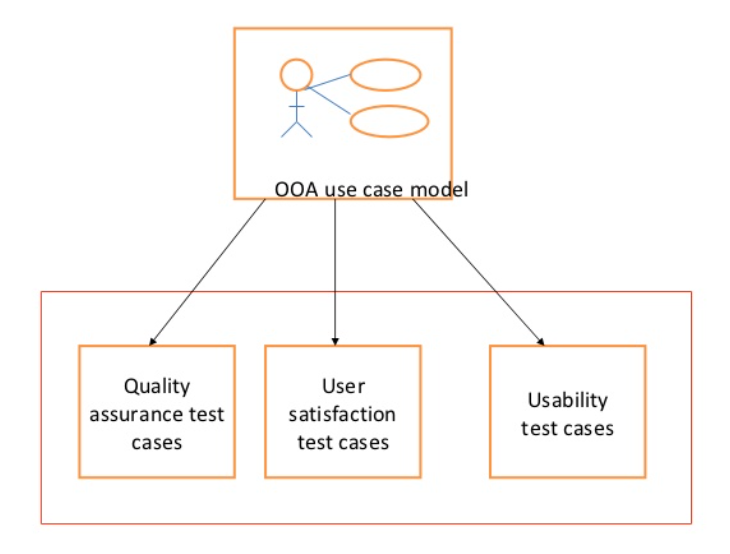 OOA use case model
Quality
assurance test
cases
User
satisfaction
test cases
Usability
test cases